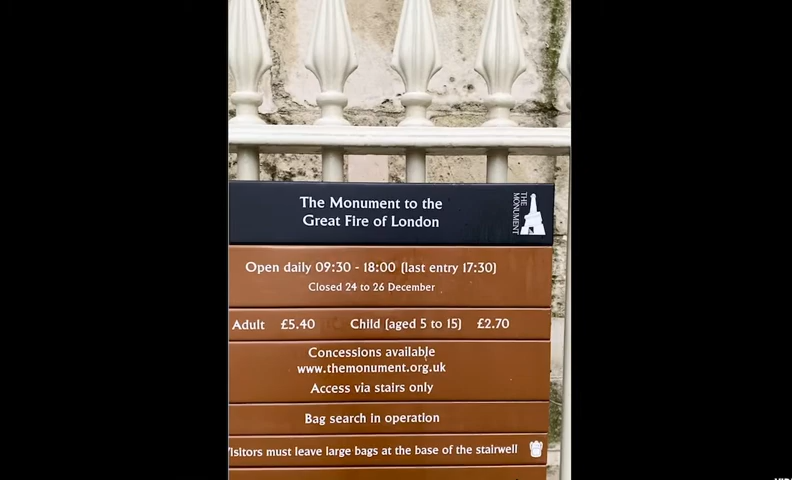 The Monument to the
Great Fire of London
THE
MONUMENT
Open daily 09:30 - 18:00 (last entry 17:30)
Closed 24 to 26 December
Adult £5.40 Child (aged 5 to 15) £2.70
Concessions available
www.themonument.org.uk
Access via stairs only
Bag search in operation
Visitors must leave large bags at the base of the stairwell